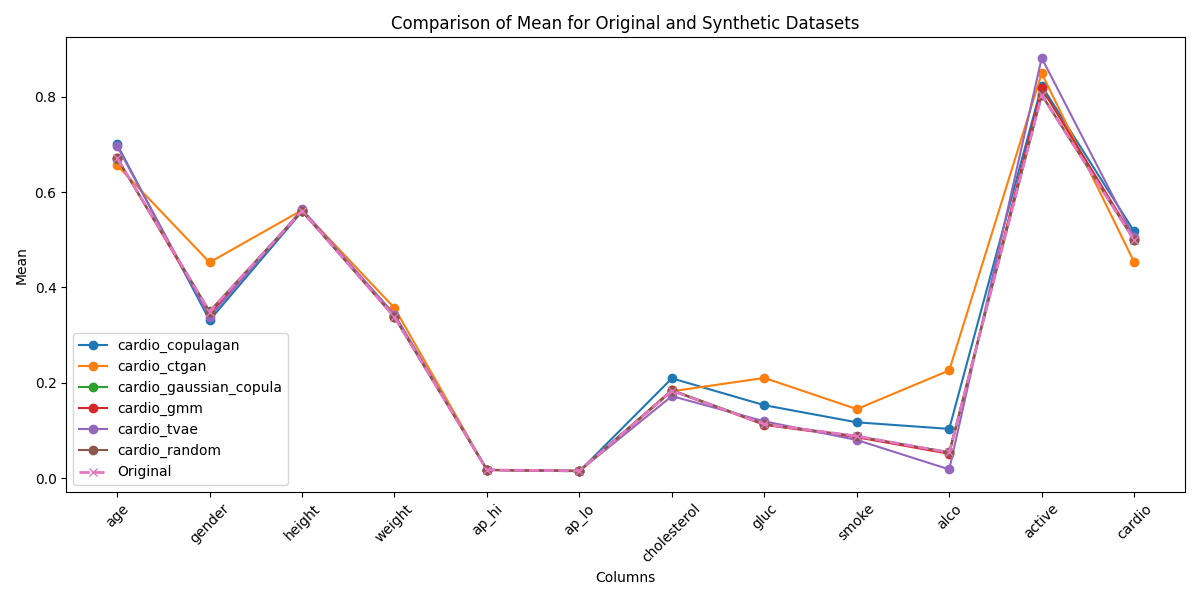 Comparison of Mean for Original and Synthetic Datasets
Mean
0.8
0.6
0.4
0.2
0.0
cardio_copulagan
cardio_ctgan
cardio_gaussian_copula
cardio_gmm
cardio_tvae
cardio_random
Original
age
gender
height
weight
ap_hi
ap_lo
cholesterol
gluc
smoke
alco
active
cardio
Columns